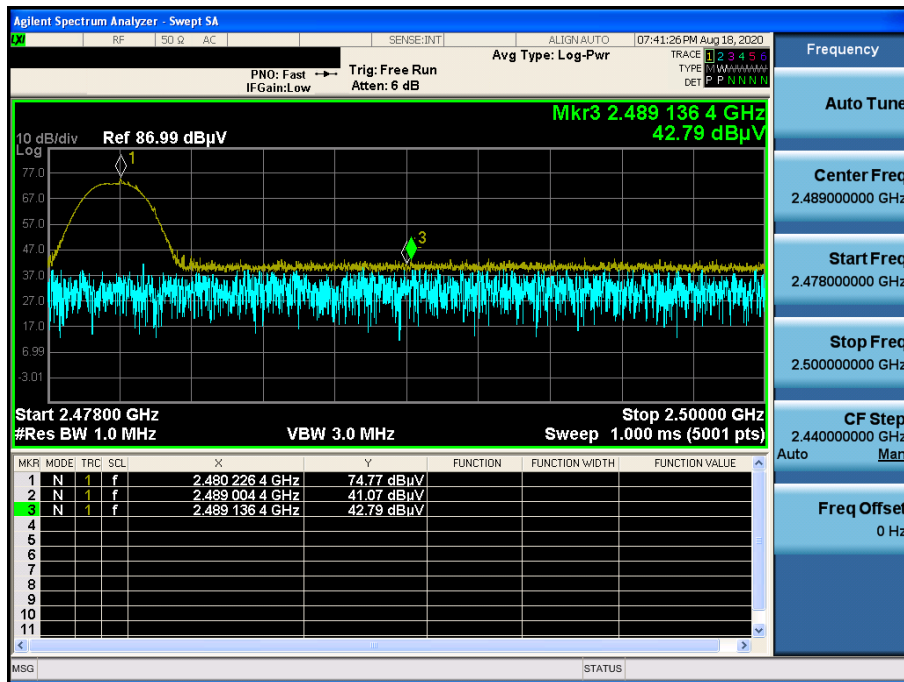 Agilent Spectrum Analyzer - Swept SA
LXI RF 50 Ω AC SENSE:INT ALIGN AUTO 07:41:26 PM Aug 18, 2020
PNO: Fast
IFGain:Low
Trig: Free Run
Atten: 6 dB
Avg Type: Log-Pwr
TRACE 1 2 3 4 5 6
TYPE M W W W W W
DET P P N N N N
Mkr3 2.489 136 4 GHz
42.79 dBµV
10 dB/div Ref 86.99 dBµV
Log
77.0
67.0
57.0
47.0
37.0
27.0
17.0
6.99
-3.01
1
3
Start 2.47800 GHz Stop 2.50000 GHz
#Res BW 1.0 MHz VBW 3.0 MHz Sweep 1.000 ms (5001 pts)
MKR MODE TRC SCL X Y FUNCTION FUNCTION WIDTH FUNCTION VALUE
1 N 1 f 2.480 226 4 GHz 74.77 dBµV
2 N 1 f 2.489 004 4 GHz 41.07 dBµV
3 N 1 f 2.489 136 4 GHz 42.79 dBµV
4
5
6
7
8
9
10
11
MSG STATUS
Frequency
Auto Tune
Center Freq
2.489000000 GHz
Start Freq
2.478000000 GHz
Stop Freq
2.500000000 GHz
CF Step
2.440000000 GHz
Auto Man
Freq Offset
0 Hz